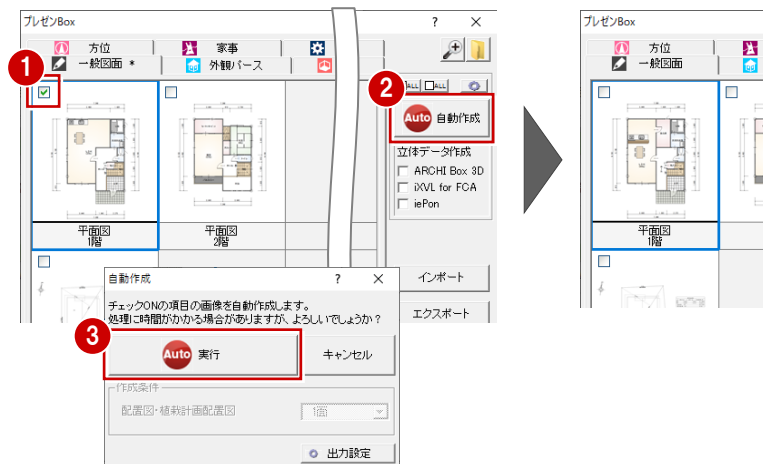 プレゼンBox
? ×
方位
家事
一般図面 *
外観パース
1
2
ALL
ALL
Auto 自動作成
立体データ作成
ARCHI Box 3D
iXVL for FCA
iePon
平面図
1階
平面図
2階
インポート
エクスポート
自動作成
? ×
チェックONの項目の画像を自動作成します。
処理に時間がかかる場合がありますが、よろしいでしょうか？
3
Auto 実行
キャンセル
作成条件
配置図・植栽計画配置図
1面
出力設定
プレゼンBox
方位
一般図面
平面図
1階